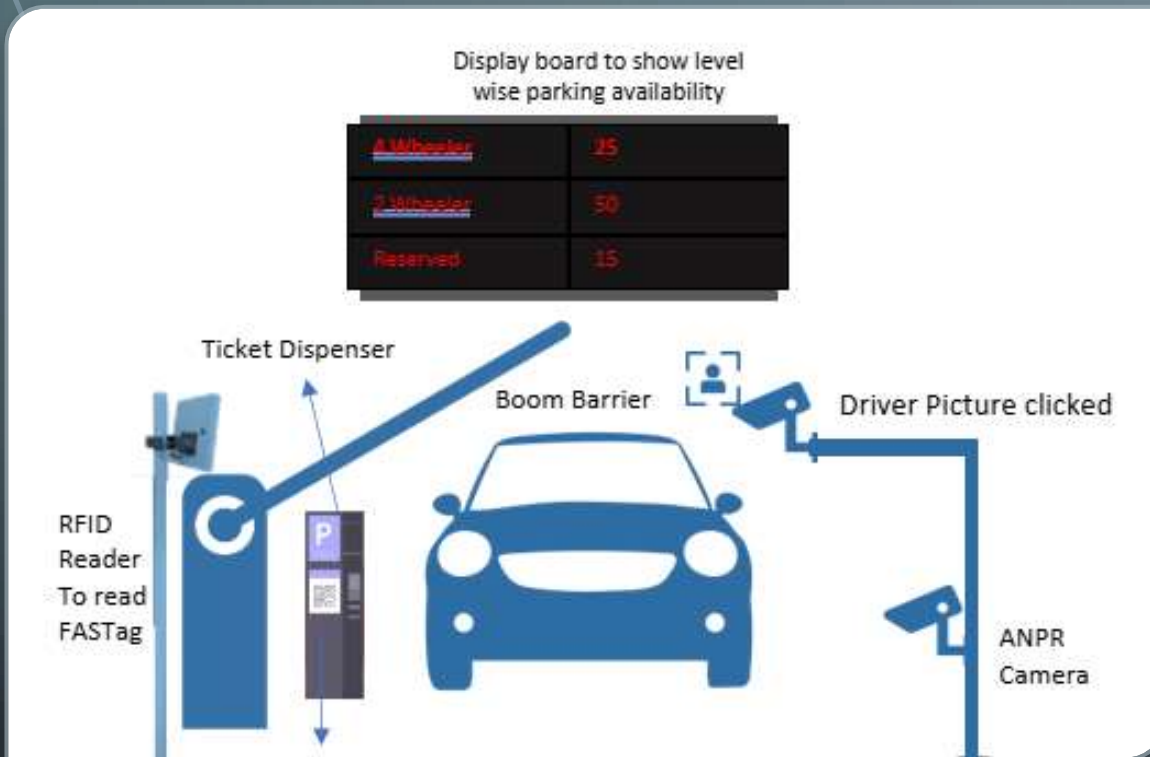 Display board to show level
wise parking availability
4 Wheeler 25
2 Wheeler 50
Reserved 15
Ticket Dispenser
Boom Barrier
Driver Picture clicked
RFID
Reader
To read
FASTag
P
ANPR
Camera